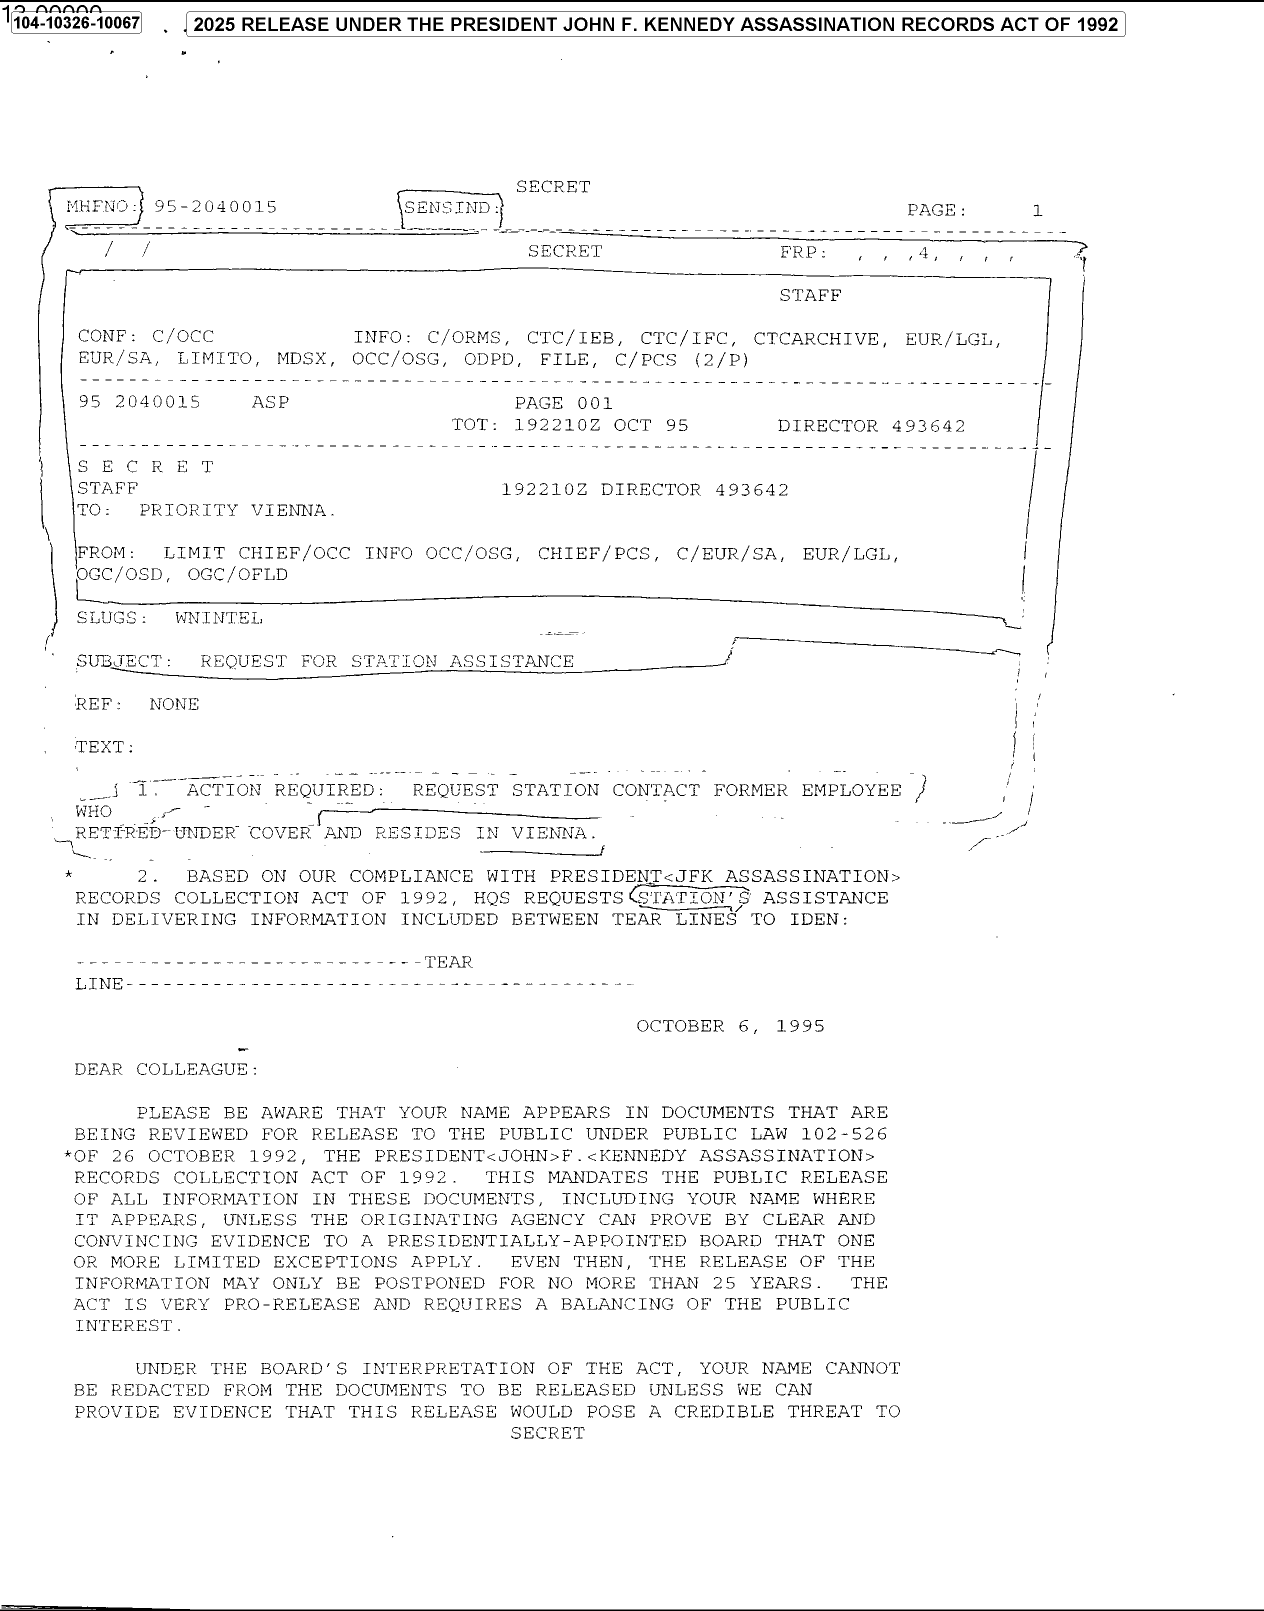 13-00000
104-10326-10067
2025 RELEASE UNDER THE PRESIDENT JOHN F. KENNEDY ASSASSINATION RECORDS ACT OF 1992
SECRET
MHFNO: 95-2040015 SENSIND: PAGE: 1
/ / SECRET FRP: , , ,4, , , ,
STAFF
CONF: C/OCC INFO: C/ORMS, CTC/IEB, CTC/IFC, CTCARCHIVE, EUR/LGL,
EUR/SA, LIMITO, MDSX, OCC/OSG, ODPD, FILE, C/PCS (2/P)
95 2040015 ASP PAGE 001
TOT: 192210Z OCT 95 DIRECTOR 493642
S E C R E T
STAFF 192210Z DIRECTOR 493642
TO: PRIORITY VIENNA.
FROM: LIMIT CHIEF/OCC INFO OCC/OSG, CHIEF/PCS, C/EUR/SA, EUR/LGL,
OGC/OSD, OGC/OFLD
SLUGS: WNINTEL
SUBJECT: REQUEST FOR STATION ASSISTANCE
REF: NONE
TEXT:
1. ACTION REQUIRED: REQUEST STATION CONTACT FORMER EMPLOYEE
WHO
RETIRED UNDER COVER AND RESIDES IN VIENNA.
* 2. BASED ON OUR COMPLIANCE WITH PRESIDENT<JFK ASSASSINATION>
RECORDS COLLECTION ACT OF 1992, HQS REQUESTS STATION'S ASSISTANCE
IN DELIVERING INFORMATION INCLUDED BETWEEN TEAR LINES TO IDEN:
----------------------------TEAR
LINE-----------------------------------------
OCTOBER 6, 1995
DEAR COLLEAGUE:
PLEASE BE AWARE THAT YOUR NAME APPEARS IN DOCUMENTS THAT ARE
BEING REVIEWED FOR RELEASE TO THE PUBLIC UNDER PUBLIC LAW 102-526
*OF 26 OCTOBER 1992, THE PRESIDENT<JOHN>F.<KENNEDY ASSASSINATION>
RECORDS COLLECTION ACT OF 1992. THIS MANDATES THE PUBLIC RELEASE
OF ALL INFORMATION IN THESE DOCUMENTS, INCLUDING YOUR NAME WHERE
IT APPEARS, UNLESS THE ORIGINATING AGENCY CAN PROVE BY CLEAR AND
CONVINCING EVIDENCE TO A PRESIDENTIALLY-APPOINTED BOARD THAT ONE
OR MORE LIMITED EXCEPTIONS APPLY. EVEN THEN, THE RELEASE OF THE
INFORMATION MAY ONLY BE POSTPONED FOR NO MORE THAN 25 YEARS. THE
ACT IS VERY PRO-RELEASE AND REQUIRES A BALANCING OF THE PUBLIC
INTEREST.
UNDER THE BOARD'S INTERPRETATION OF THE ACT, YOUR NAME CANNOT
BE REDACTED FROM THE DOCUMENTS TO BE RELEASED UNLESS WE CAN
PROVIDE EVIDENCE THAT THIS RELEASE WOULD POSE A CREDIBLE THREAT TO
SECRET